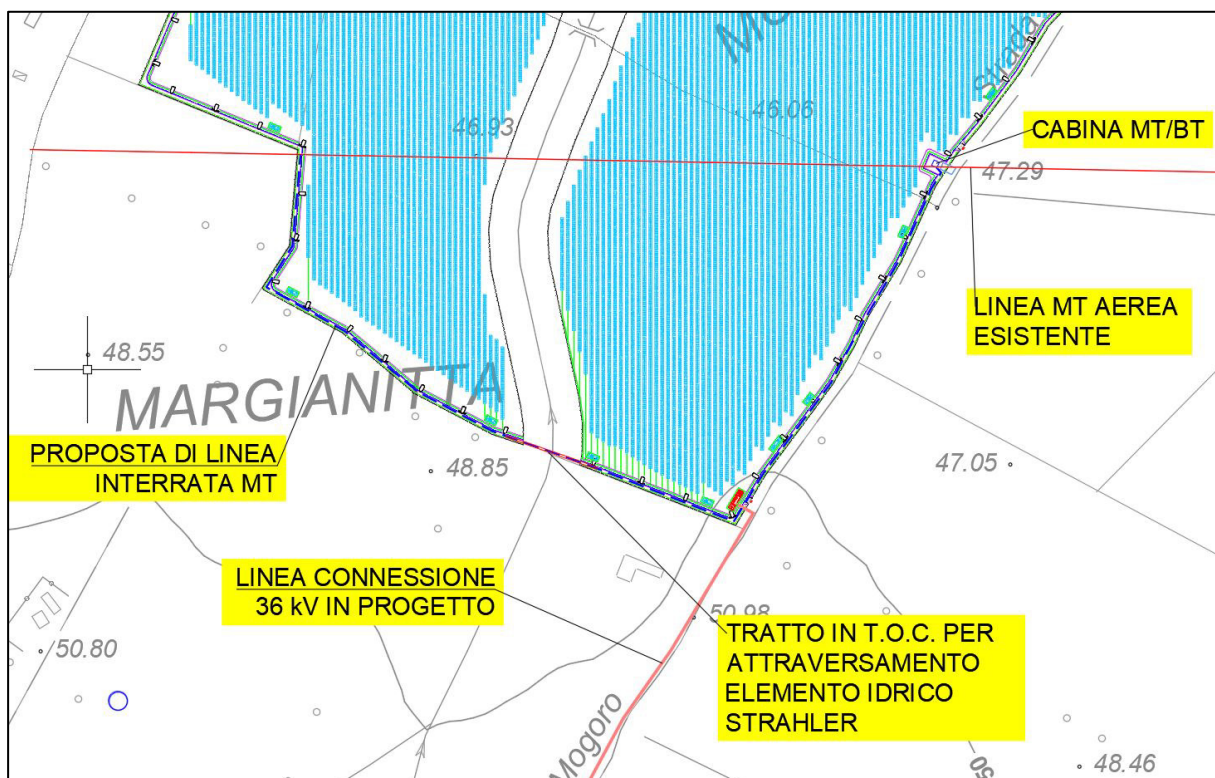 46.93
46.06
Strada
CABINA MT/BT
47.29
LINEA MT AEREA
ESISTENTE
48.55
MARGIANITTA
PROPOSTA DI LINEA
INTERRATA MT
48.85
47.05
LINEA CONNESSIONE
36 kV IN PROGETTO
50.98
TRATTO IN T.O.C. PER
ATTRAVERSAMENTO
ELEMENTO IDRICO
STRAHLER
50.80
Mogoro
48.46